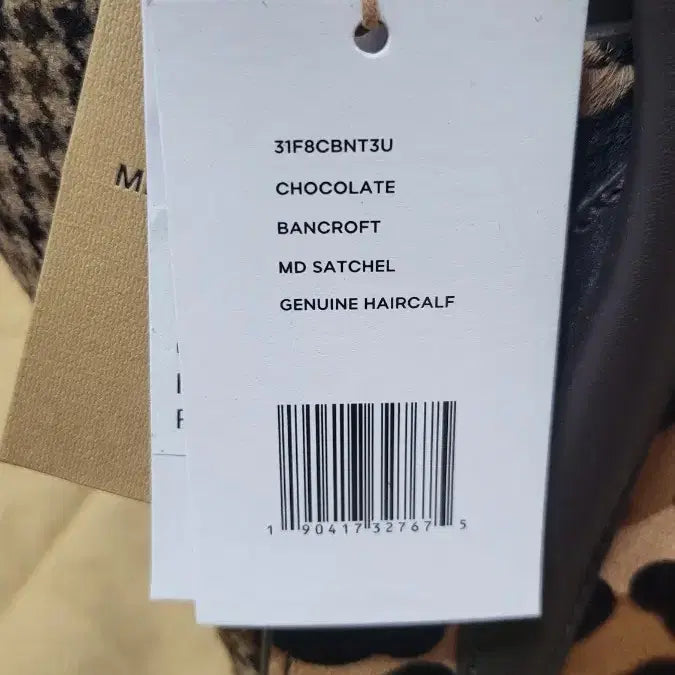 31F8CBNT3U
CHOCOLATE
BANCROFT
MD SATCHEL
GENUINE HAIRCALF
1 90417 32767 5